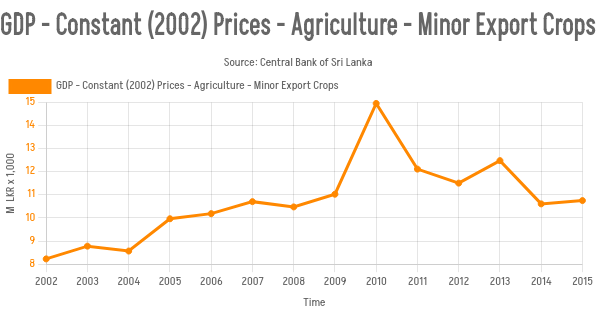 GDP - Constant (2002) Prices - Agriculture - Minor Export Crops
Source: Central Bank of Sri Lanka
GDP - Constant (2002) Prices - Agriculture - Minor Export Crops
15
14
13
12
11
10
9
8
M LKR x 1,000
2002 2003 2004 2005 2006 2007 2008 2009 2010 2011 2012 2013 2014 2015
Time